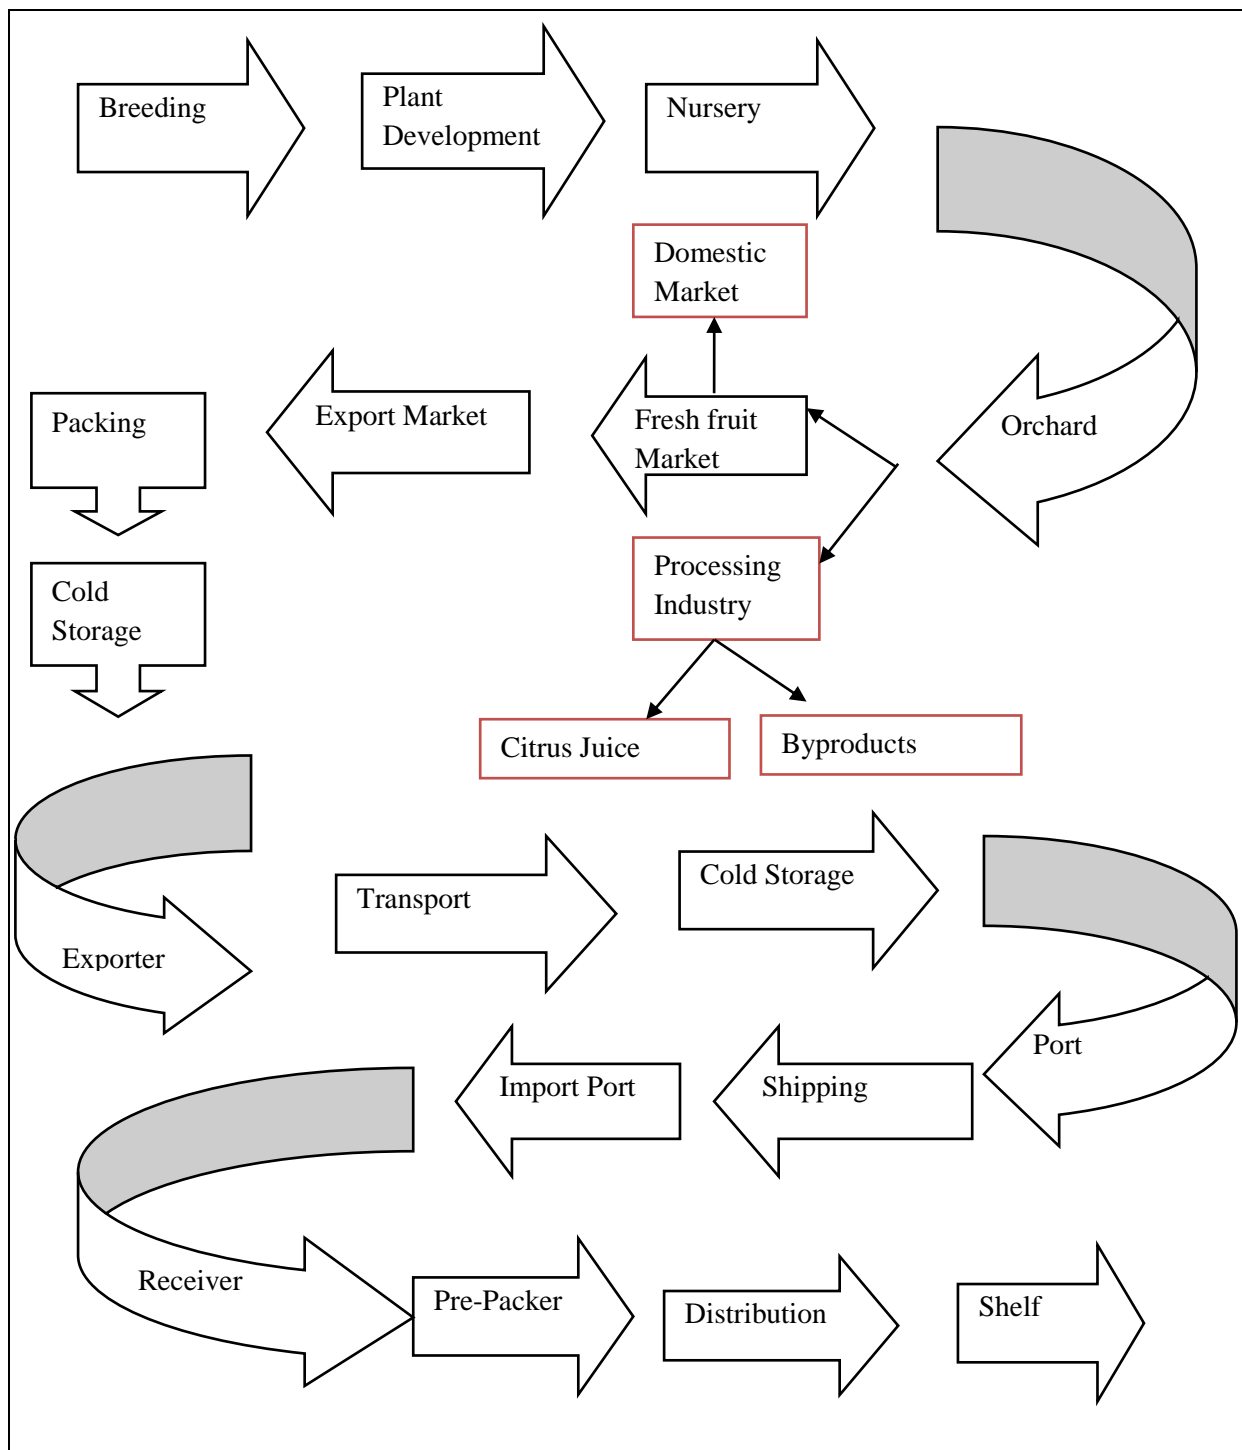 Breeding
Plant
Development
Nursery
Domestic
Market
Packing
Export Market
Fresh fruit
Market
Orchard
Processing
Industry
Cold
Storage
Citrus Juice
Byproducts
Exporter
Transport
Cold Storage
Port
Shipping
Import Port
Receiver
Pre-Packer
Distribution
Shelf